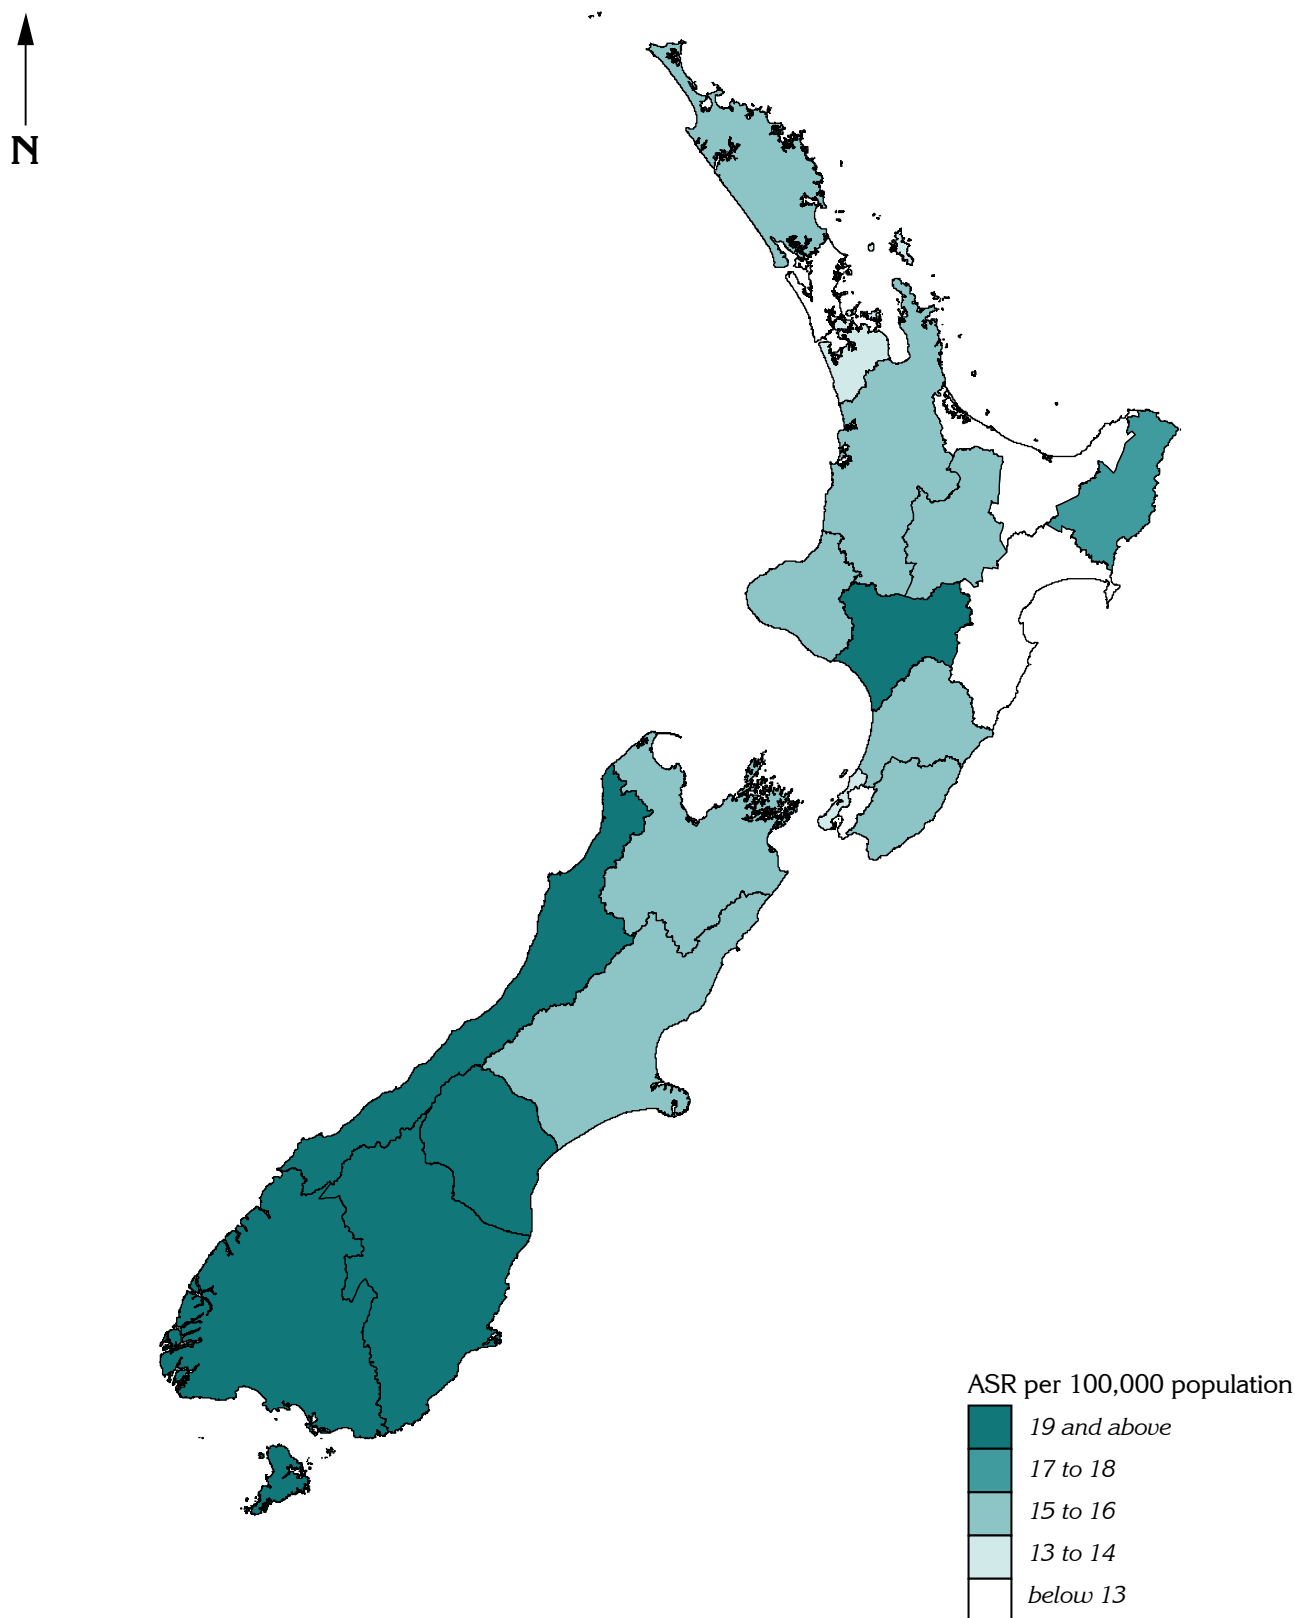 N
ASR per 100,000 population
19 and above
17 to 18
15 to 16
13 to 14
below 13